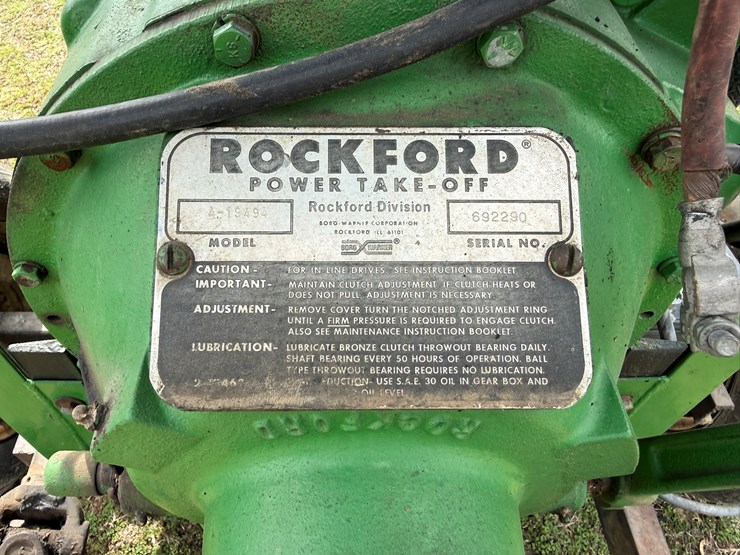 ROCKFORD®
POWER TAKE-OFF
Rockford Division
BORG-WARNER CORPORATION
ROCKFORD, ILL. 61101
BORG WARNER ®
MODEL
692290
SERIAL NO.
CAUTION - FOR IN LINE DRIVES, SEE INSTRUCTION BOOKLET.
IMPORTANT- MAINTAIN CLUTCH ADJUSTMENT. IF CLUTCH HEATS OR
DOES NOT PULL, ADJUSTMENT IS NECESSARY.
ADJUSTMENT- REMOVE COVER TURN THE NOTCHED ADJUSTMENT RING
UNTIL A FIRM PRESSURE IS REQUIRED TO ENGAGE CLUTCH.
ALSO SEE MAINTENANCE INSTRUCTION BOOKLET.
LUBRICATION- LUBRICATE BRONZE CLUTCH THROWOUT BEARING DAILY.
SHAFT BEARING EVERY 50 HOURS OF OPERATION. BALL
TYPE THROWOUT BEARING REQUIRES NO LUBRICATION.
USE S.A.E. 30 OIL IN GEAR BOX AND
OIL LEVEL.
ROCKFORD